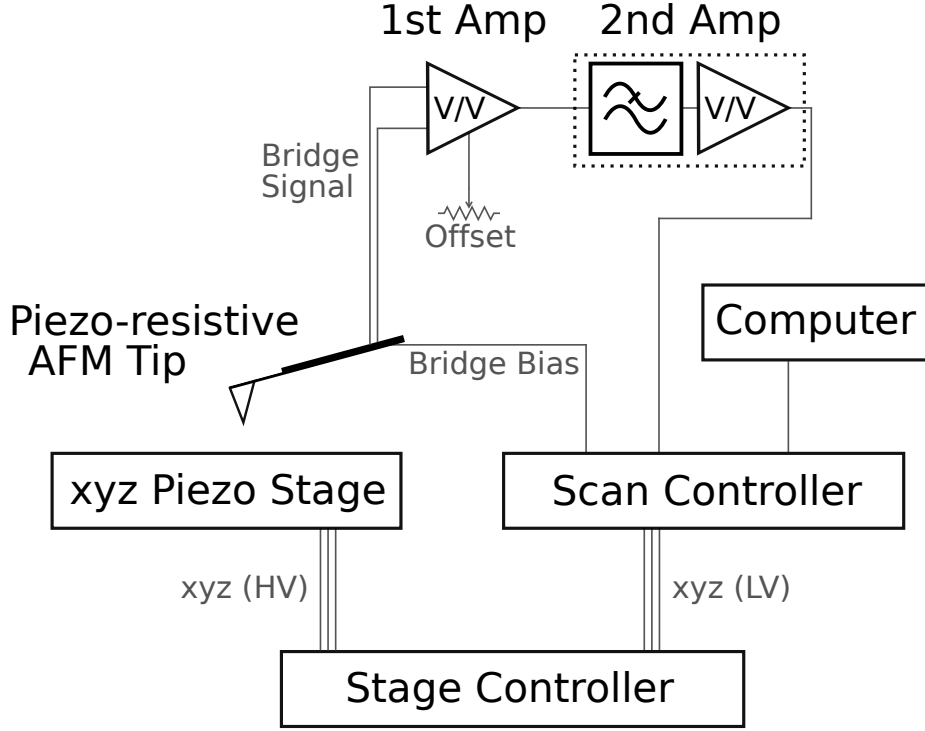 1st Amp
2nd Amp
V/V
V/V
Bridge
Signal
Offset
Piezo-resistive
AFM Tip
Bridge Bias
Computer
xyz Piezo Stage
Scan Controller
xyz (HV)
xyz (LV)
Stage Controller